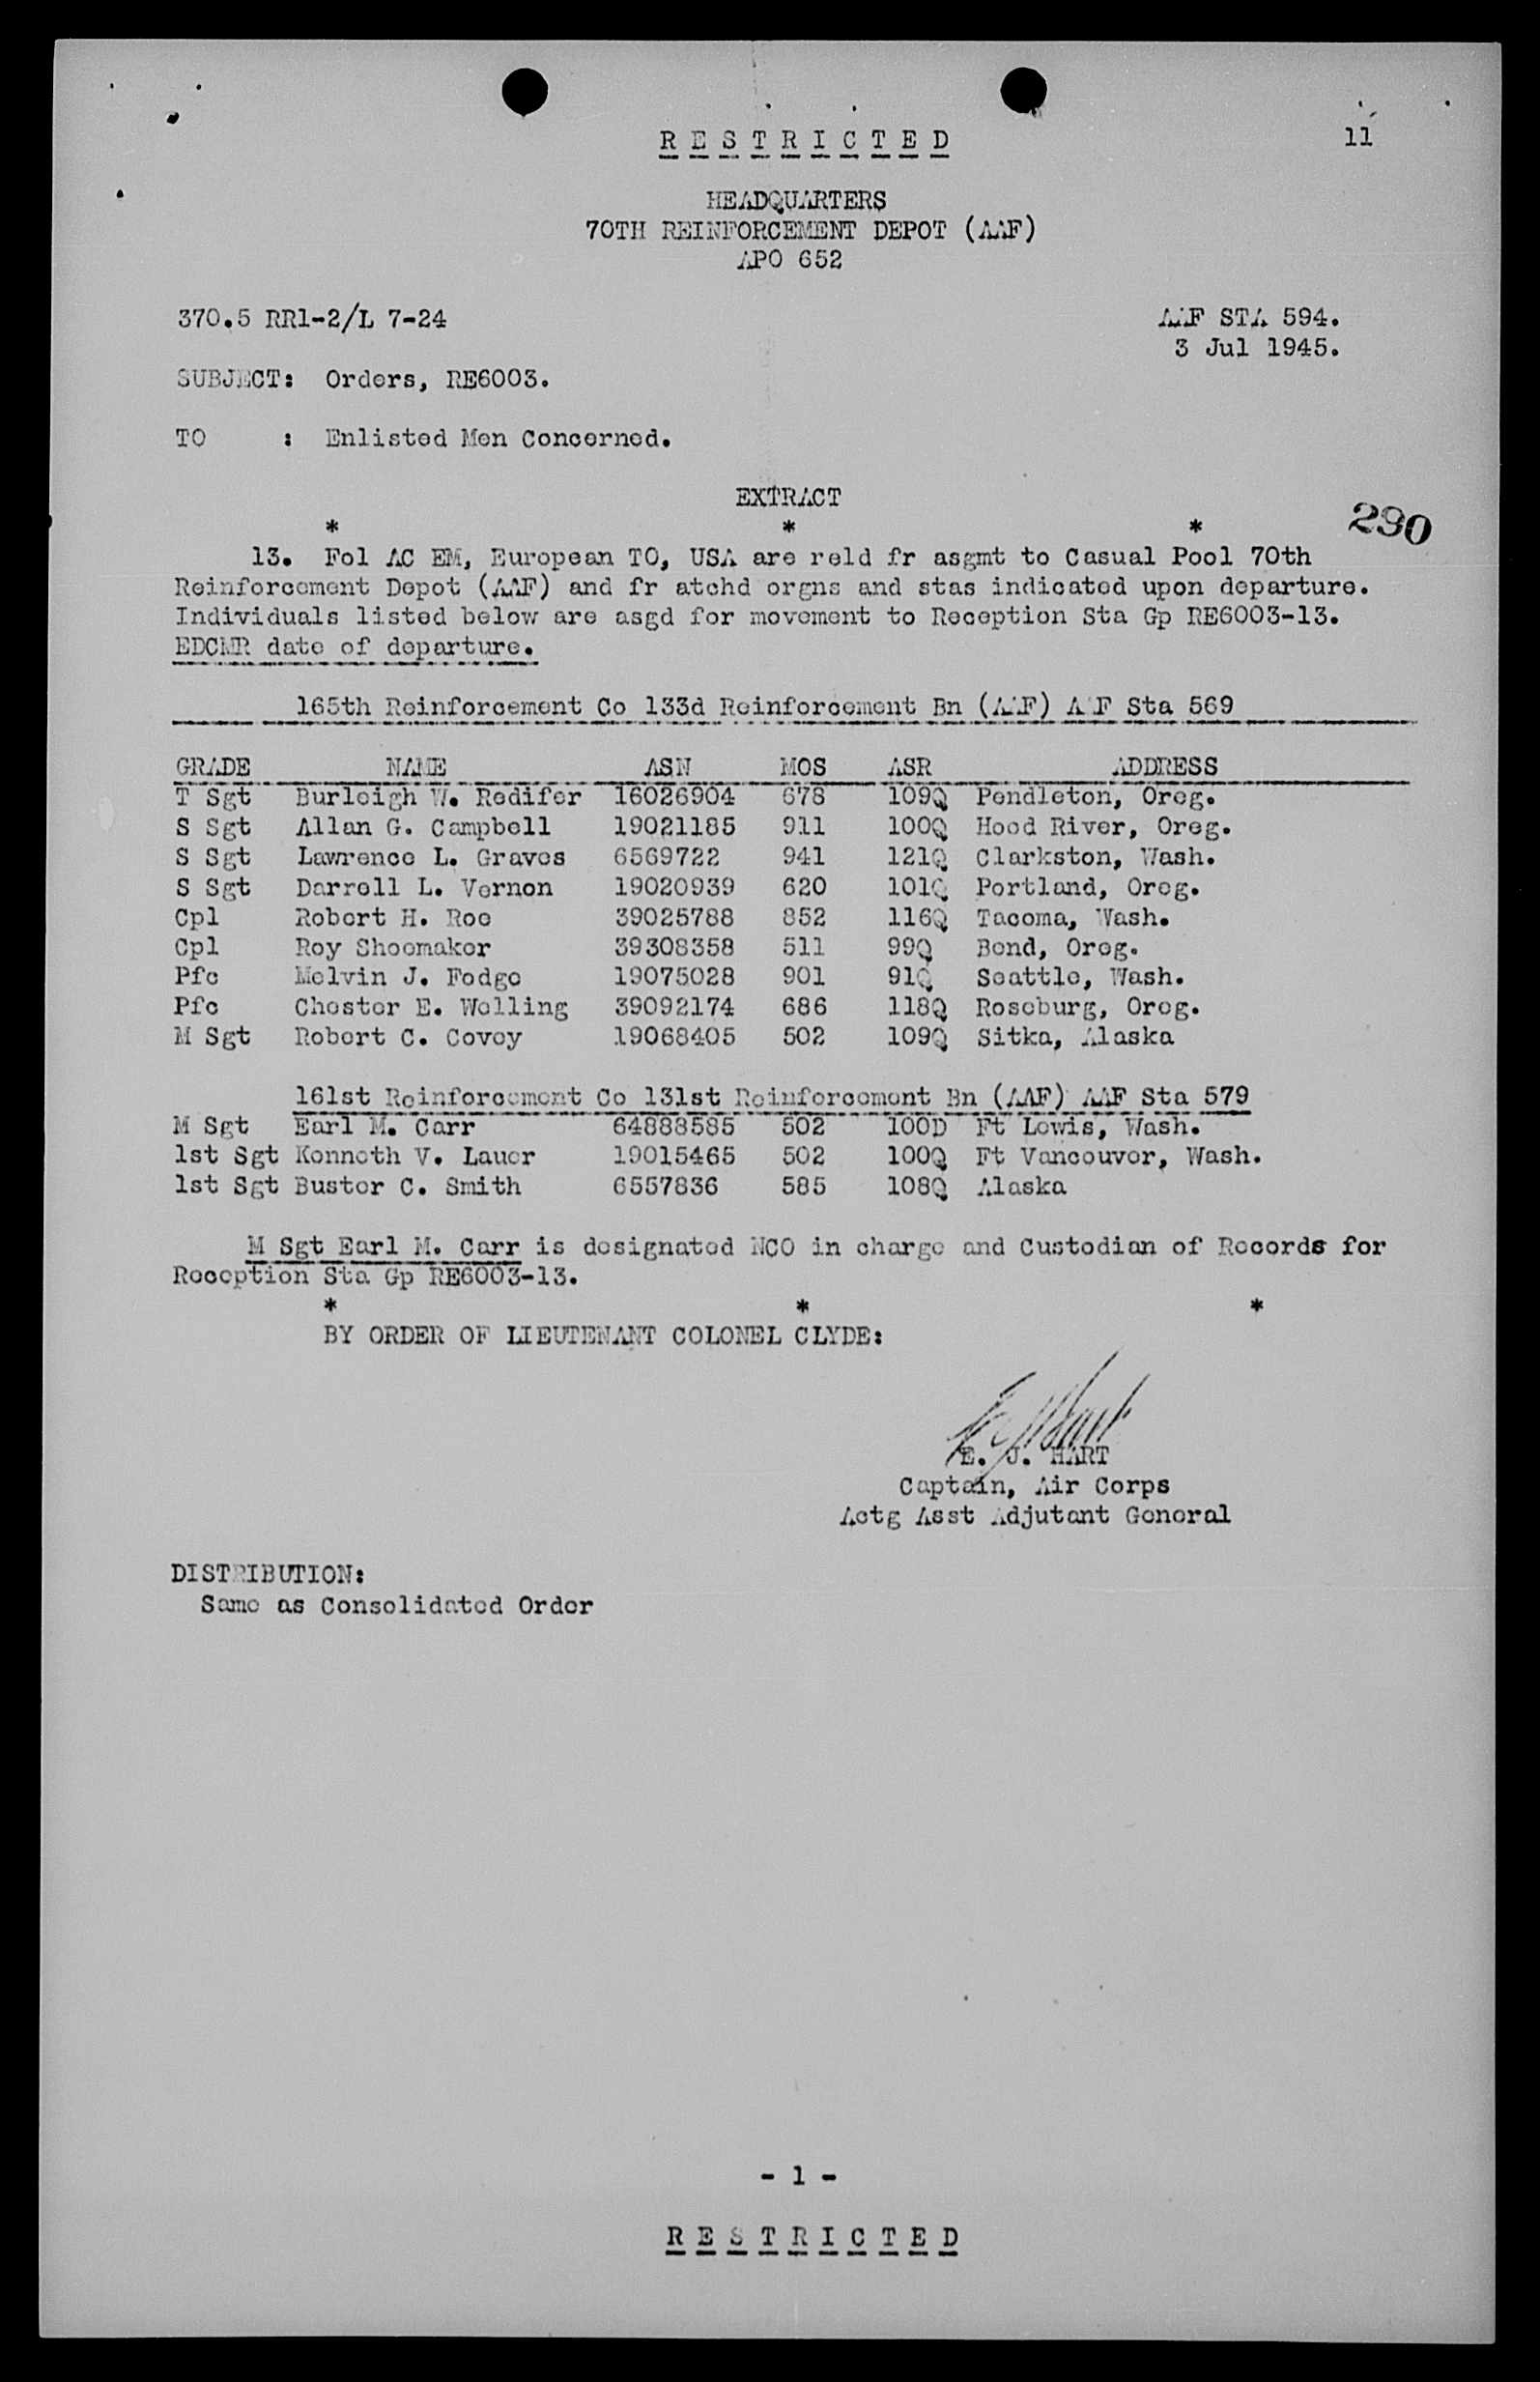 R E S T R I C T E D
11
HEADQUARTERS
70TH REINFORCEMENT DEPOT (AAF)
APO 652
370.5 RR1-2/L 7-24
AAF STA 594.
3 Jul 1945.
SUBJECT: Orders, RE6003.
TO : Enlisted Men Concerned.
EXTRACT
* * *
290
13. Fol AC EM, European TO, USA are reld fr asgmt to Casual Pool 70th
Reinforcement Depot (AAF) and fr atchd orgns and stas indicated upon departure.
Individuals listed below are asgd for movement to Reception Sta Gp RE6003-13.
EDCMR date of departure.
165th Reinforcement Co 133d Reinforcement Bn (AAF) AAF Sta 569
GRADE NAME ASN MOS ASR ADDRESS
T Sgt Burleigh W. Redifer 16026904 678 109Q Pendleton, Oreg.
S Sgt Allan G. Campbell 19021185 911 100Q Hood River, Oreg.
S Sgt Lawrence L. Graves 6569722 941 121Q Clarkston, Wash.
S Sgt Darrell L. Vernon 19020939 620 101Q Portland, Oreg.
Cpl Robert H. Roe 39025788 852 116Q Tacoma, Wash.
Cpl Roy Shoemaker 39308358 511 99Q Bend, Oreg.
Pfc Melvin J. Fodge 19075028 901 91Q Seattle, Wash.
Pfc Chester E. Welling 39092174 686 118Q Roseburg, Oreg.
M Sgt Robert C. Covey 19068405 502 109Q Sitka, Alaska
161st Reinforcement Co 131st Reinforcement Bn (AAF) AAF Sta 579
M Sgt Earl M. Carr 64888585 502 100D Ft Lewis, Wash.
1st Sgt Kenneth V. Lauer 19015465 502 100Q Ft Vancouver, Wash.
1st Sgt Buster C. Smith 6557836 585 108Q Alaska
M Sgt Earl M. Carr is designated NCO in charge and Custodian of Records for
Reception Sta Gp RE6003-13.
* * *
BY ORDER OF LIEUTENANT COLONEL CLYDE:
E. J. Hart
E. J. HART
Captain, Air Corps
Actg Asst Adjutant General
DISTRIBUTION:
Same as Consolidated Order
- 1 -
R E S T R I C T E D